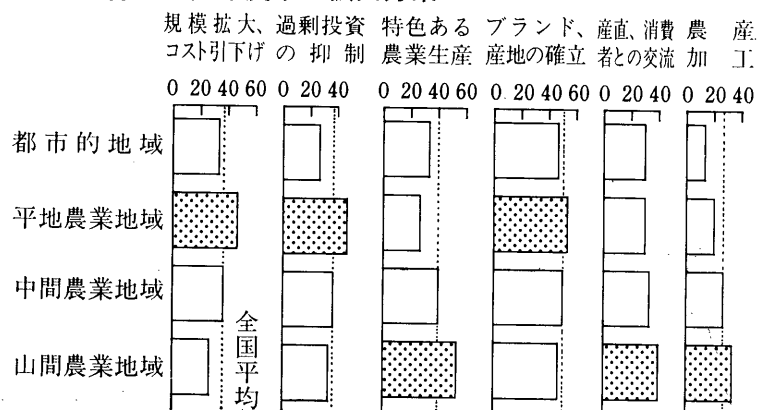 規模拡大、 過剰投資 特色ある ブランド、 産直、消費 農産
コスト引下げ の抑制 農業生産 産地の確立 者との交流 加工
0 20 40 60 0 20 40 0 20 40 60 0 20 40 60 0 20 40 0 20 40
都市的地域
平地農業地域
中間農業地域
山間農業地域
全国平均